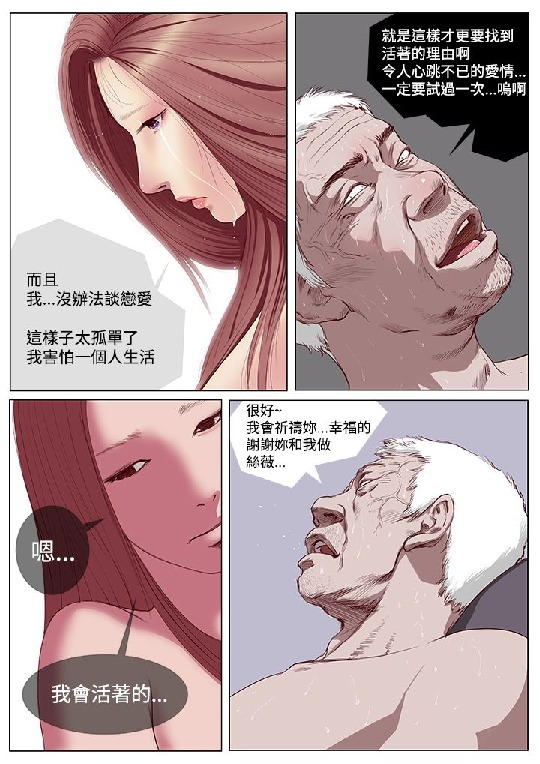 而且
我...沒辦法談戀愛
這樣子太孤單了
我害怕一個人生活
就是這樣才更要找到
活著的理由啊
令人心跳不已的愛情...
一定要試過一次...嗚啊
嗯...
我會活著的...
很好~
我會祈禱妳...幸福的
謝謝妳和我做
絲薇...